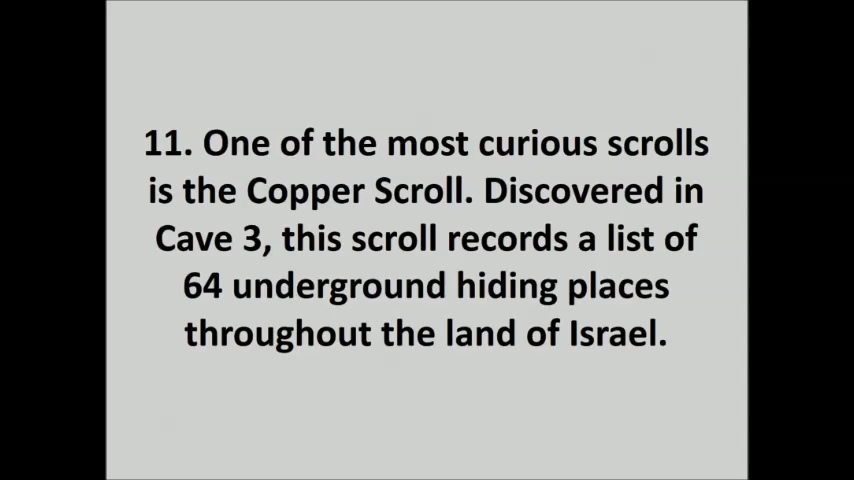 11. One of the most curious scrolls
is the Copper Scroll. Discovered in
Cave 3, this scroll records a list of
64 underground hiding places
throughout the land of Israel.